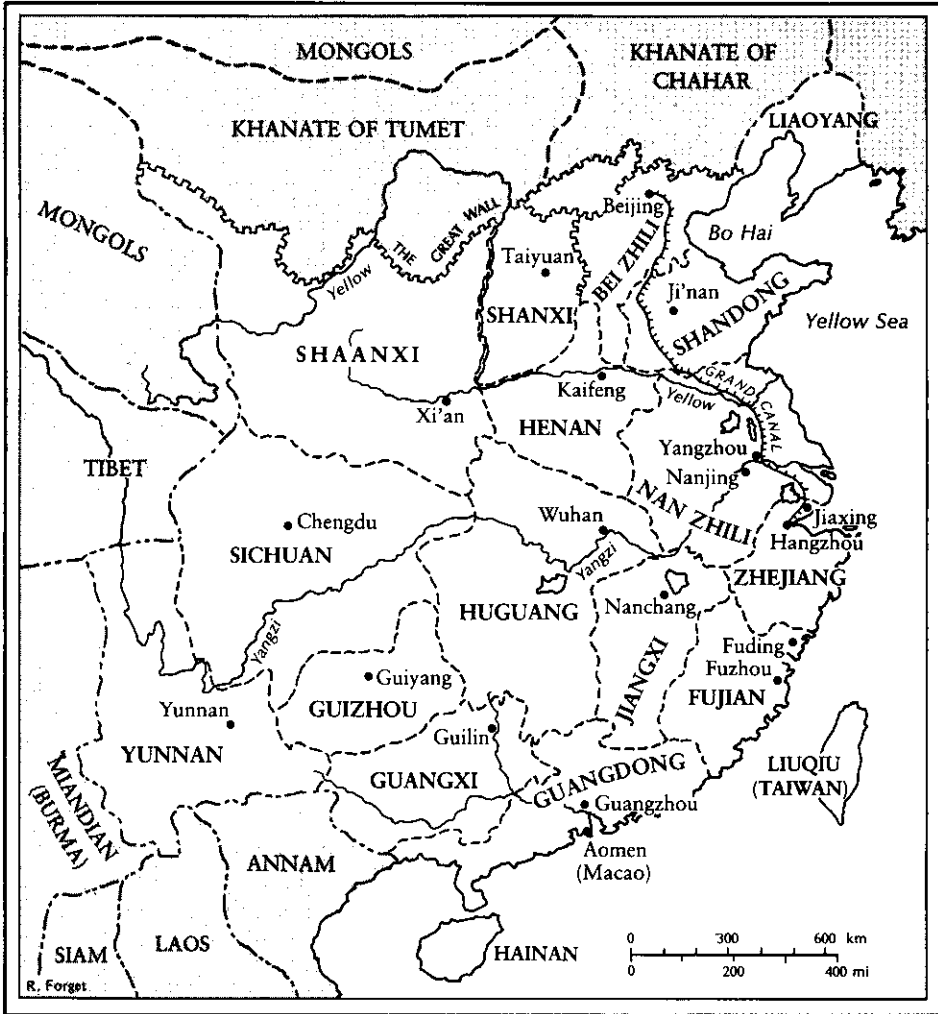 MONGOLS
KHANATE OF
CHAHAR
KHANATE OF TUMET
LIAOYANG
MONGOLS
THE GREAT WALL
Beijing
Bo Hai
BEI ZHILI
Yellow
Taiyuan
Ji'nan
SHANXI
SHANDONG
Yellow Sea
SHAANXI
GRAND CANAL
Kaifeng
Yellow
Xi'an
HENAN
Yangzhou
TIBET
Nanjing
NAN ZHILI
Chengdu
Wuhan
Jiaxing
Hangzhou
SICHUAN
Yangzi
ZHEJIANG
HUGUANG
Nanchang
Yangzi
Fuding
Fuzhou
JIANGXI
FUJIAN
Guiyang
GUIZHOU
Yunnan
Guilin
YUNNAN
GUANGXI
GUANGDONG
LIUQIU
(TAIWAN)
MIANDIAN
(BURMA)
Guangzhou
ANNAM
Aomen
(Macao)
SIAM
LAOS
HAINAN
0 300 600 km
0 200 400 mi
R. Forget